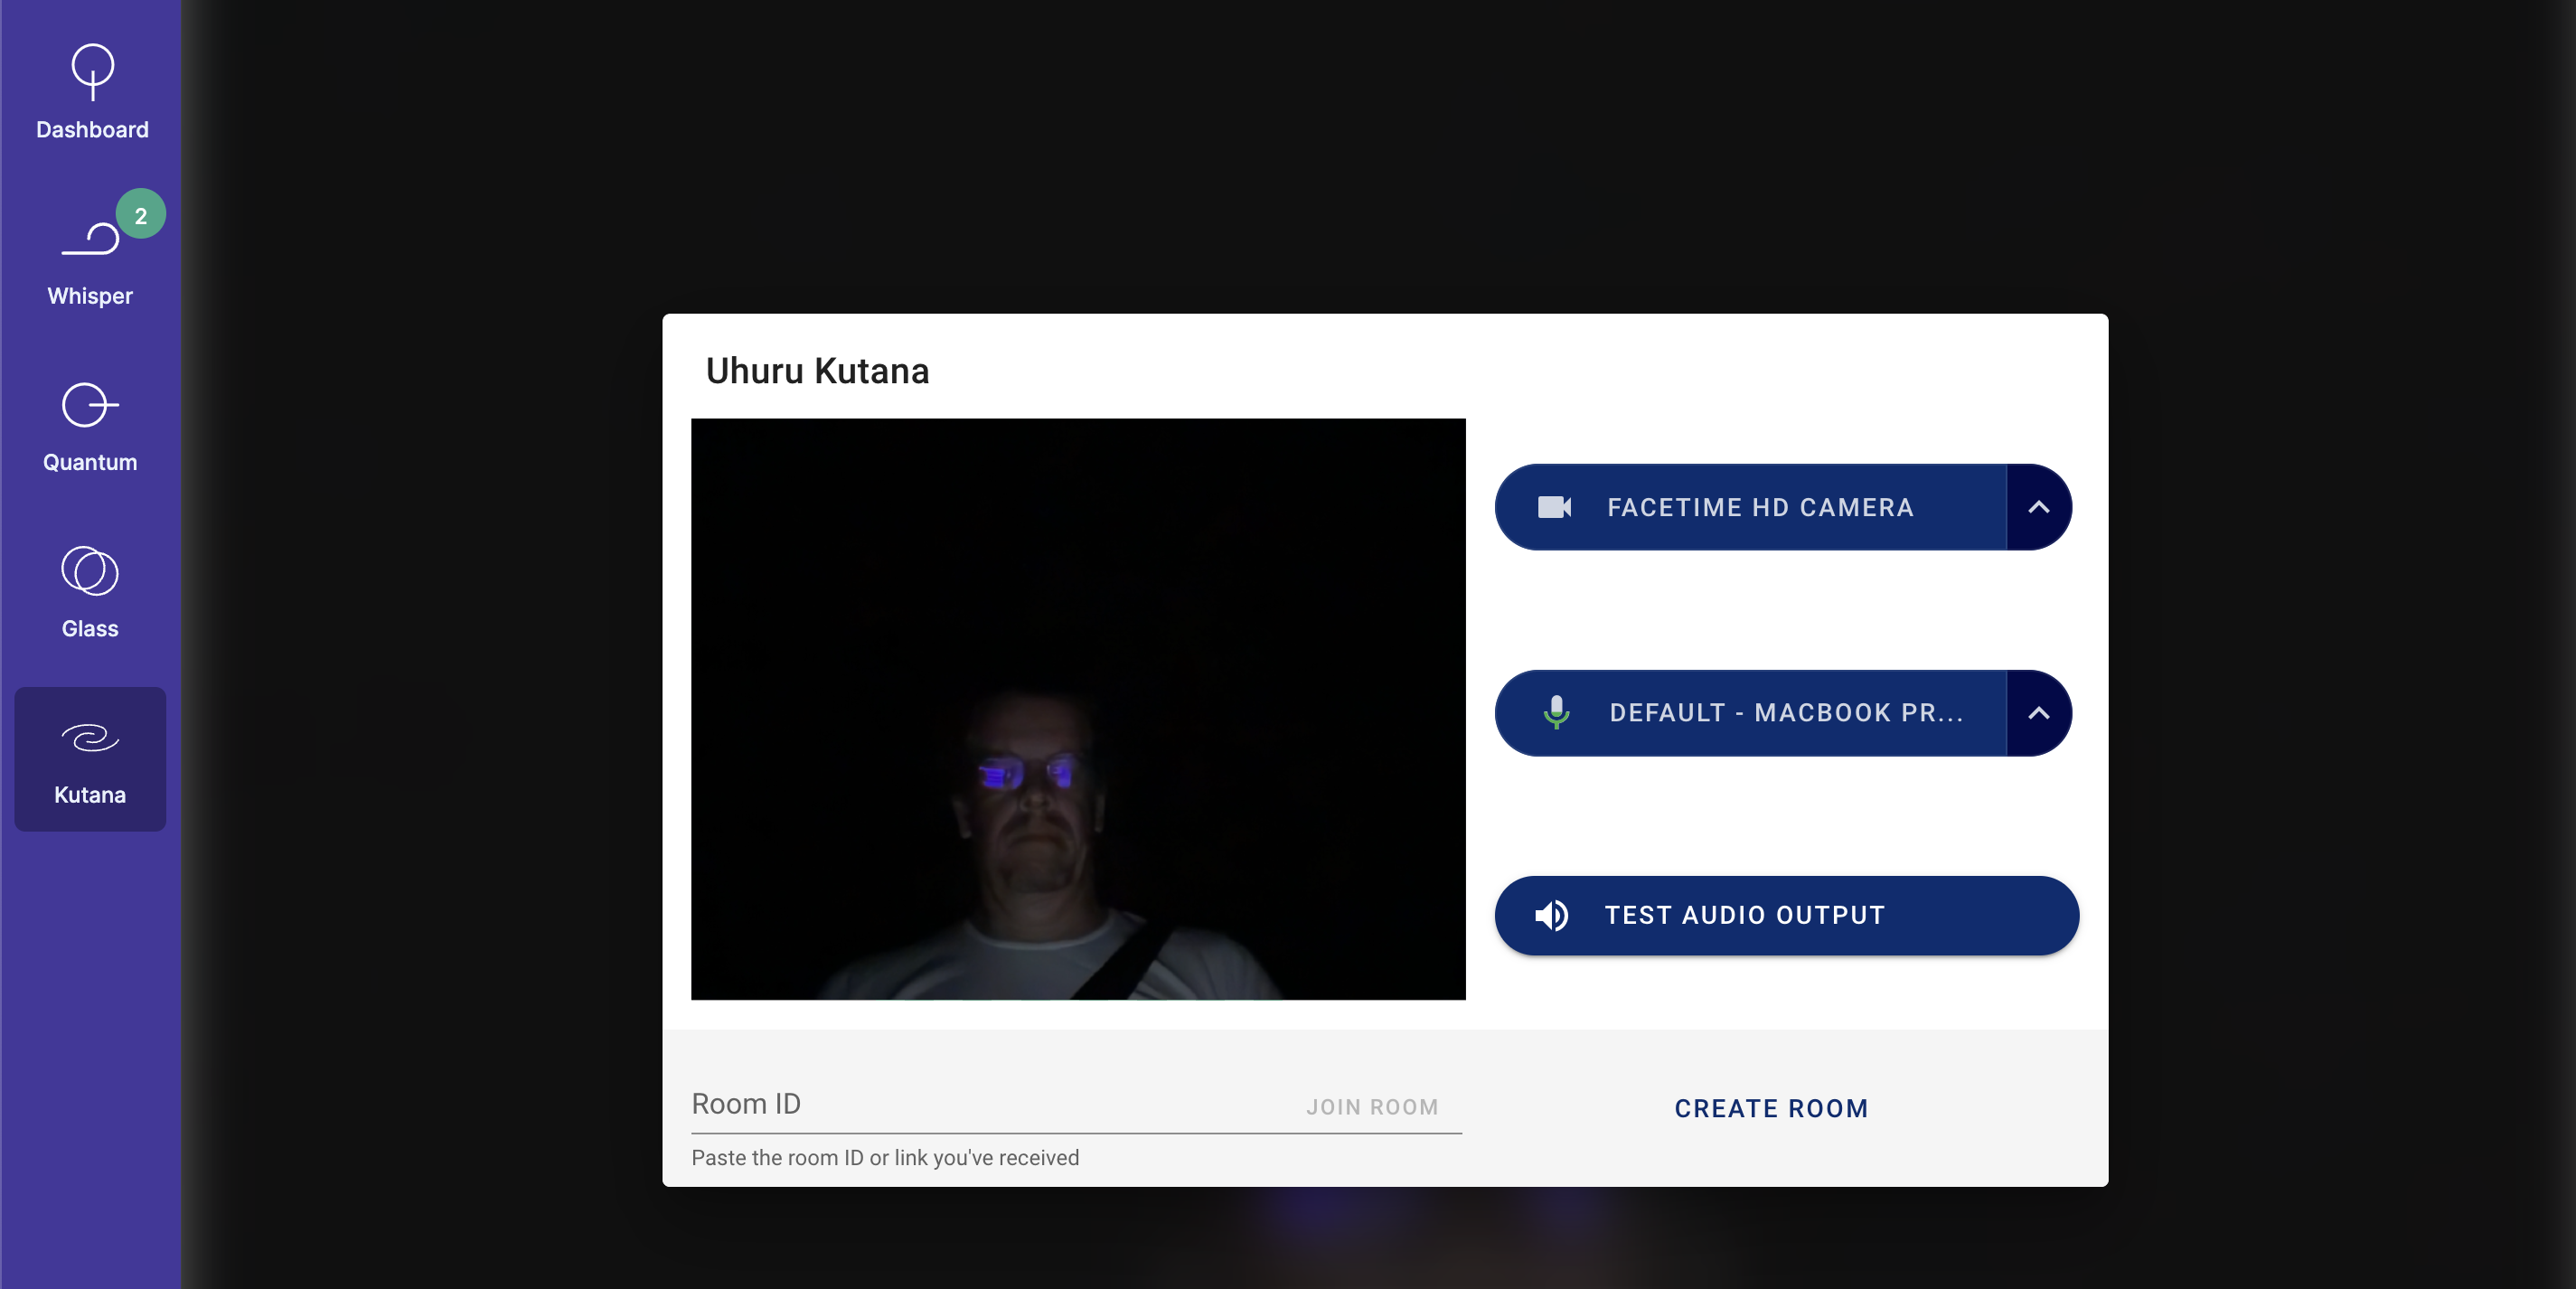 Dashboard
2
Whisper
Quantum
Glass
Kutana
Uhuru Kutana
FACETIME HD CAMERA
DEFAULT - MACBOOK PR...
TEST AUDIO OUTPUT
Room ID
JOIN ROOM
CREATE ROOM
Paste the room ID or link you've received